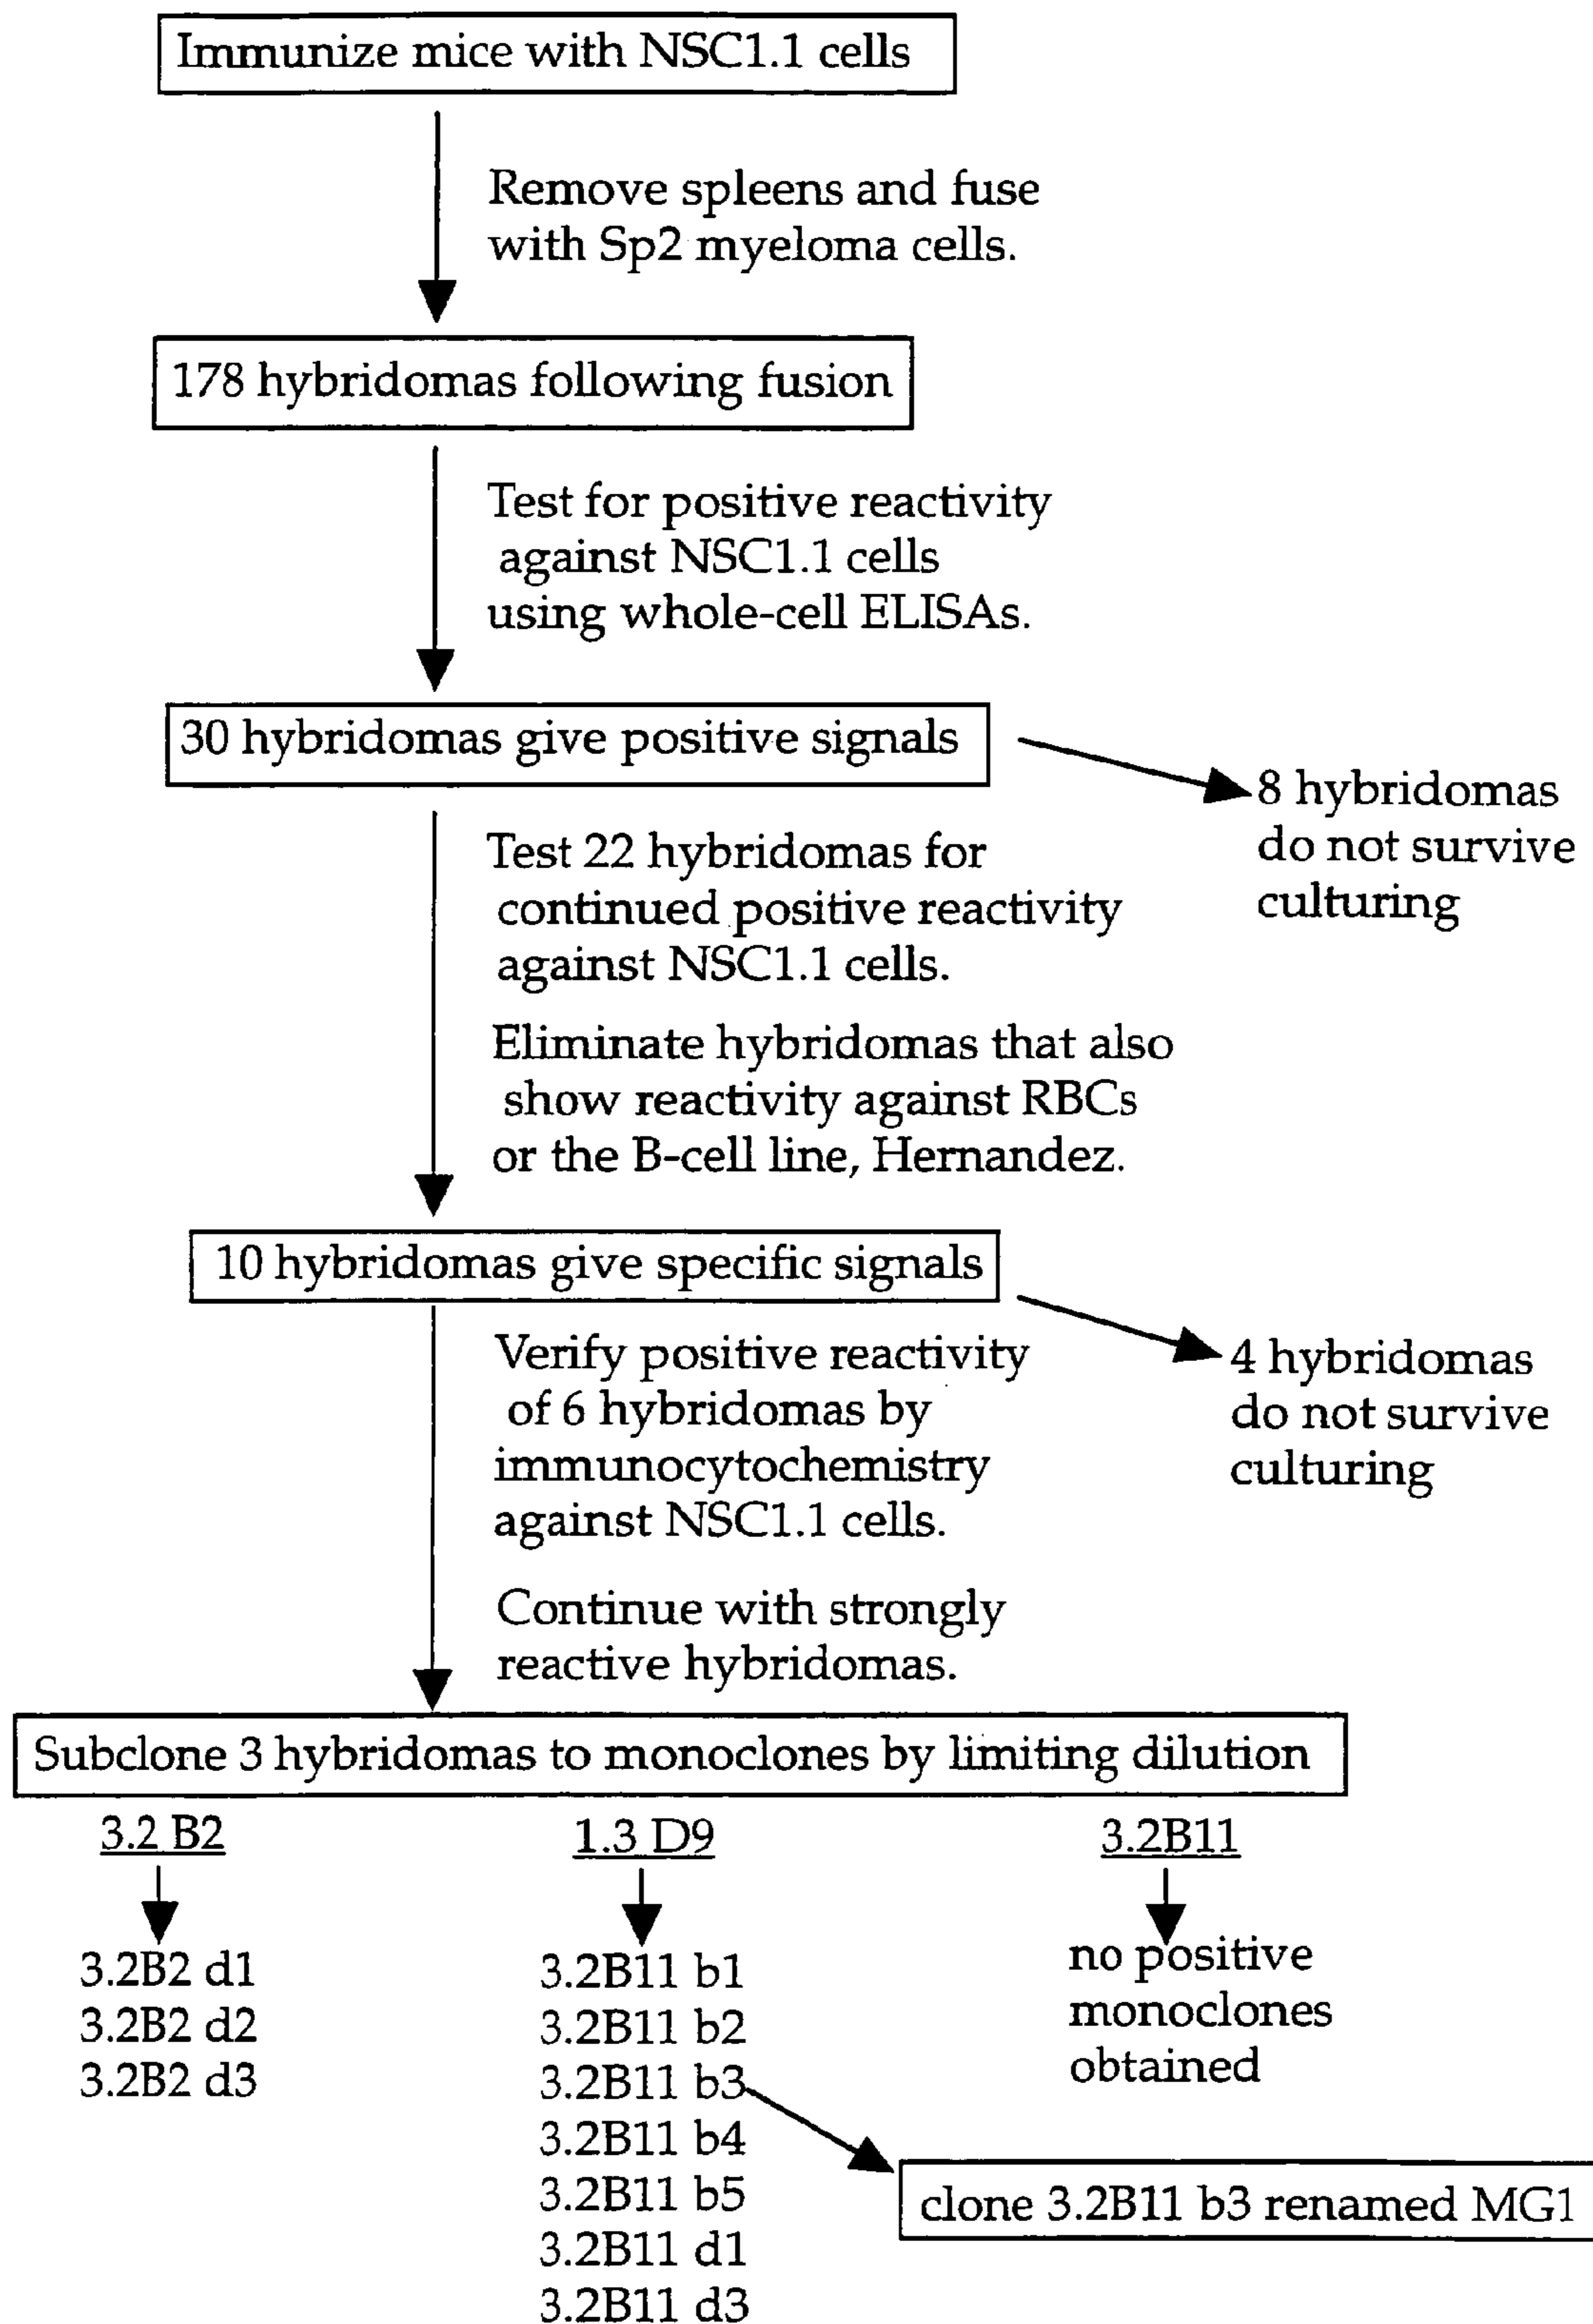 Immunize mice with NSC1.1 cells
Remove spleens and fuse
with Sp2 myeloma cells.
178 hybridomas following fusion
Test for positive reactivity
against NSC1.1 cells
using whole-cell ELISAs.
30 hybridomas give positive signals
8 hybridomas
do not survive
culturing
Test 22 hybridomas for
continued positive reactivity
against NSC1.1 cells.
Eliminate hybridomas that also
show reactivity against RBCs
or the B-cell line, Hernandez.
10 hybridomas give specific signals
4 hybridomas
do not survive
culturing
Verify positive reactivity
of 6 hybridomas by
immunocytochemistry
against NSC1.1 cells.
Continue with strongly
reactive hybridomas.
Subclone 3 hybridomas to monoclones by limiting dilution
3.2 B2
3.2B2 d1
3.2B2 d2
3.2B2 d3
1.3 D9
3.2B11 b1
3.2B11 b2
3.2B11 b3
3.2B11 b4
3.2B11 b5
3.2B11 d1
3.2B11 d3
3.2B11
no positive
monoclones
obtained
clone 3.2B11 b3 renamed MG1